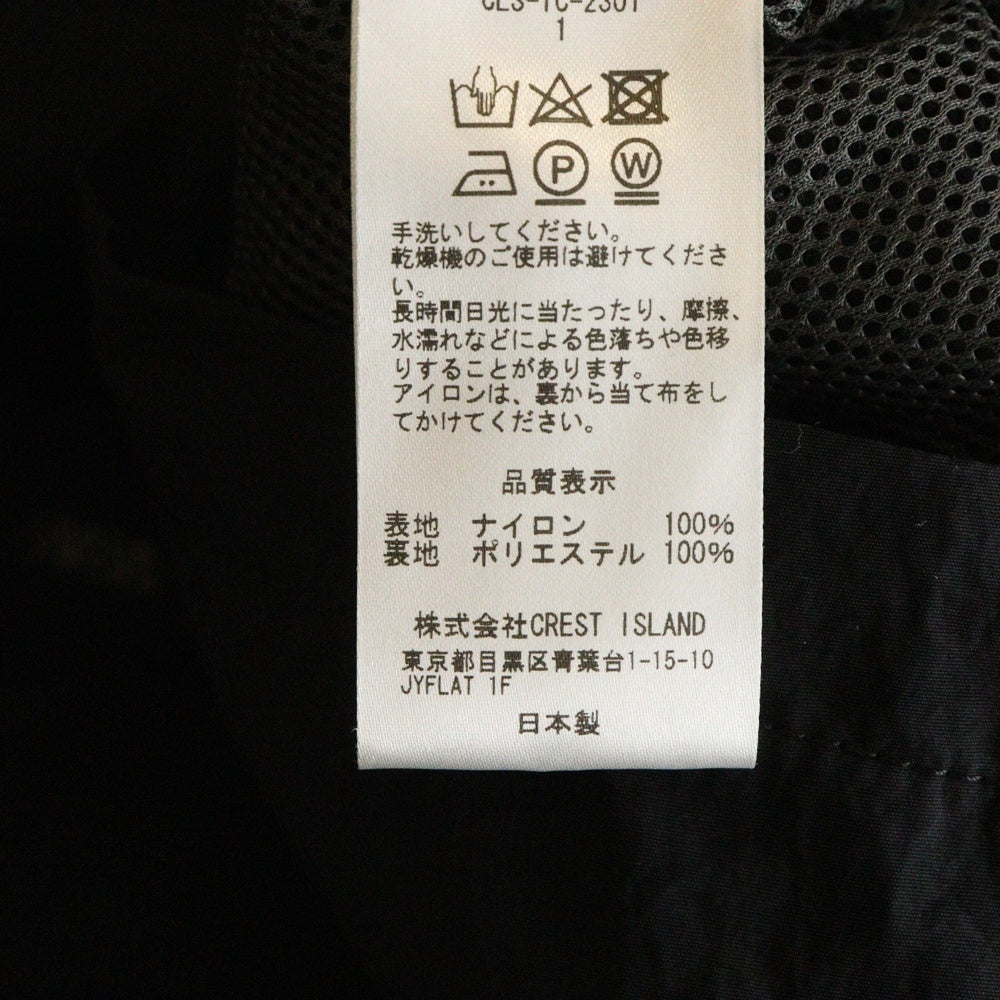 CLS-TC-2301
1
P W
手洗いしてください。
乾燥機のご使用は避けてくださ
い。
長時間日光に当たったり、摩擦、
水濡れなどによる色落ちや色移
りすることがあります。
アイロンは、裏から当て布をし
てかけてください。
品質表示
表地 ナイロン 100%
裏地 ポリエステル 100%
株式会社CREST ISLAND
東京都目黒区青葉台1-15-10
JYFLAT 1F
日本製